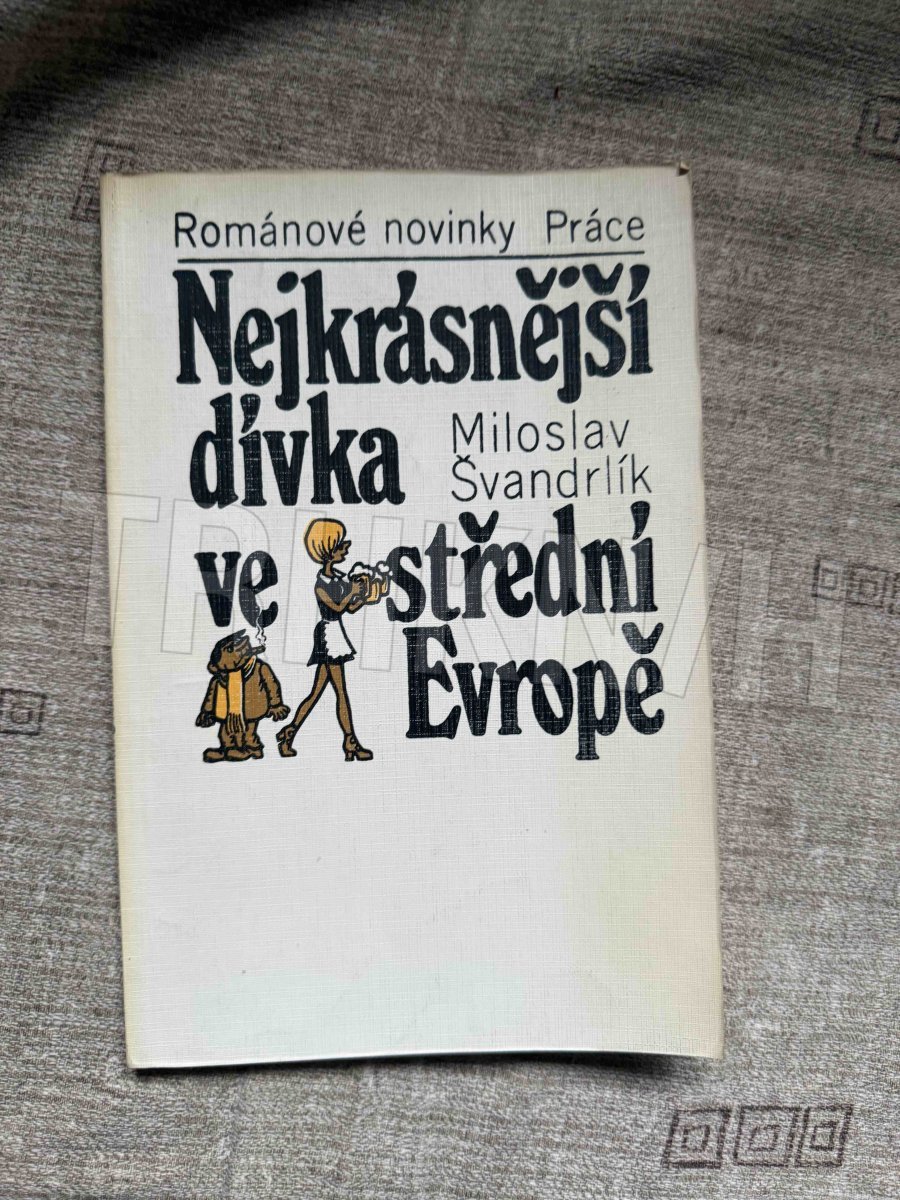 Románové novinky Práce
Nejkrásnější
dívka
Miloslav
Švandrlík
ve střední
Evropě